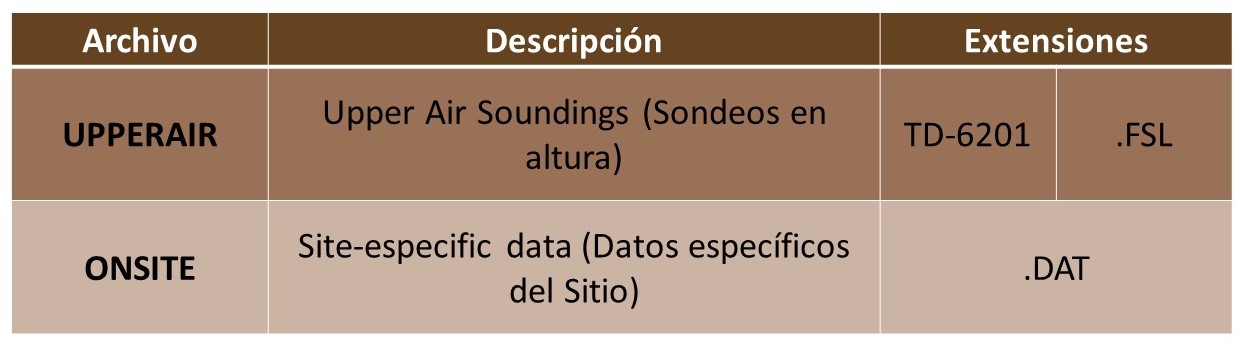 Archivo Descripción Extensiones
UPPERAIR Upper Air Soundings (Sondeos en altura) TD-6201 .FSL
ONSITE Site-especific data (Datos específicos del Sitio) .DAT